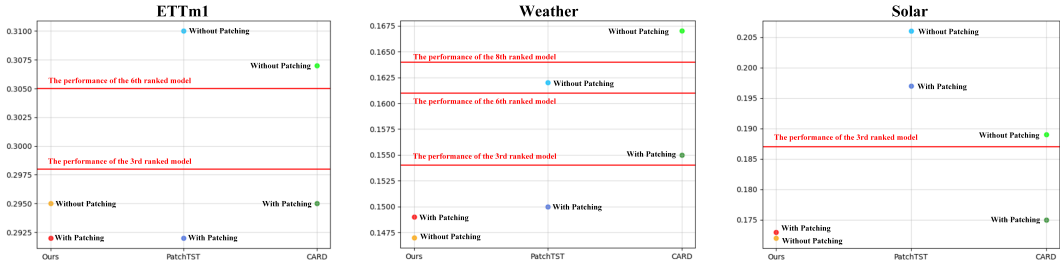 ETTm1
0.3100
0.3075
0.3050
0.3025
0.3000
0.2975
0.2950
0.2925
Without Patching
Without Patching
The performance of the 6th ranked model
The performance of the 3rd ranked model
Without Patching
With Patching
With Patching
With Patching
Ours
PatchTST
CARD
Weather
0.1675
0.1650
0.1625
0.1600
0.1575
0.1550
0.1525
0.1500
0.1475
Without Patching
The performance of the 8th ranked model
Without Patching
The performance of the 6th ranked model
The performance of the 3rd ranked model
With Patching
With Patching
With Patching
Without Patching
Ours
PatchTST
CARD
Solar
0.205
0.200
0.195
0.190
0.185
0.180
0.175
Without Patching
With Patching
The performance of the 3rd ranked model
Without Patching
With Patching
With Patching
Without Patching
Ours
PatchTST
CARD